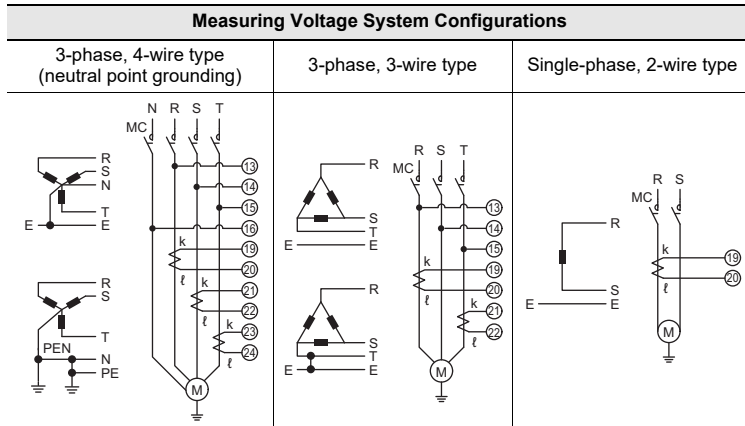 Measuring Voltage System Configurations
3-phase, 4-wire type
(neutral point grounding)
3-phase, 3-wire type
Single-phase, 2-wire type
R
S
N
T
E
E
R
S
T
PEN
N
PE
N R S T
MC
⑬
⑭
⑮
⑯
k
⑲
⑳
ℓ
k
㉑
㉒
ℓ
k
㉓
㉔
ℓ
M
R
S
T
E
E
R
S
T
E
E
R S T
MC
⑬
⑭
⑮
k
⑲
⑳
ℓ
k
㉑
㉒
ℓ
M
R
S
E
E
R S
MC
k
⑲
⑳
ℓ
M